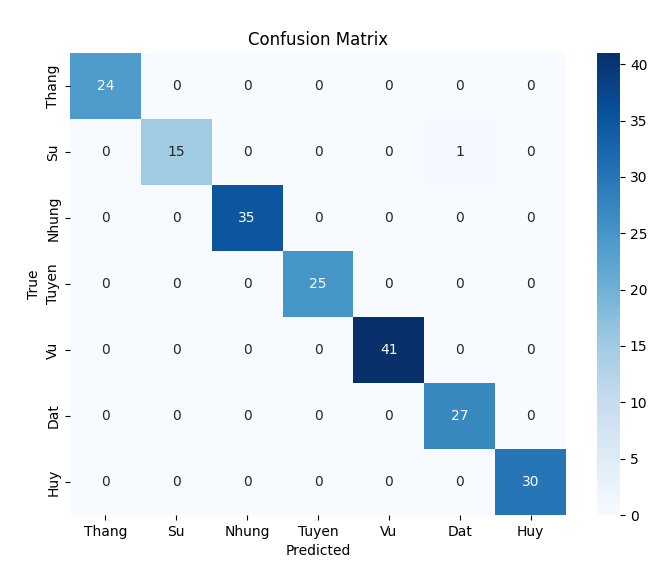 Confusion Matrix
Thang 24 0 0 0 0 0 0
Su 0 15 0 0 0 1 0
Nhung 0 0 35 0 0 0 0
Tuyen 0 0 0 25 0 0 0
Vu 0 0 0 0 41 0 0
Dat 0 0 0 0 0 27 0
Huy 0 0 0 0 0 0 30
True
Thang Su Nhung Tuyen Vu Dat Huy
Predicted
40
35
30
25
20
15
10
5
0